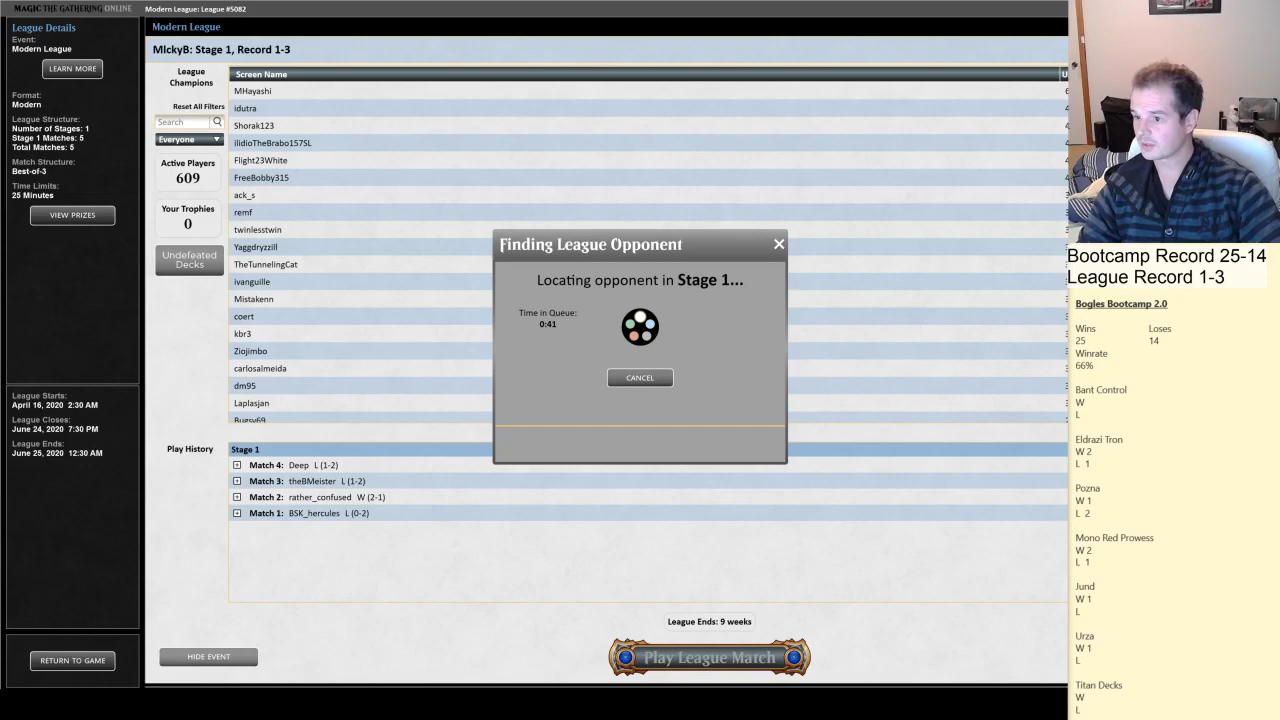 MAGIC THE GATHERING ONLINE
Modern League: League #5082
League Details
Event:
Modern League
LEARN MORE
Format:
Modern
League Structure:
Number of Stages: 1
Stage 1 Matches: 5
Total Matches: 5
Match Structure:
Best-of-3
Time Limits:
25 Minutes
VIEW PRIZES
League Starts:
April 16, 2020 2:30 AM
League Closes:
June 24, 2020 7:30 PM
League Ends:
June 25, 2020 12:30 AM
RETURN TO GAME
Modern League
MIckyB: Stage 1, Record 1-3
League
Champions
Reset All Filters
Search
Everyone
Active Players
609
Your Trophies
0
Undefeated
Decks
Screen Name
MHayashi
idutra
Shorak123
ilidioTheBrabo157SL
Flight23White
FreeBobby315
ack_s
remf
twinlesstwin
Yaggdryzzill
TheTunnelingCat
ivanguille
Mistakenn
coert
kbr3
Ziojimbo
carlosalmeida
dm95
Laplasjan
Bugsy69
Finding League Opponent
Locating opponent in Stage 1...
Time in Queue:
0:41
CANCEL
Play History
Stage 1
Match 4: Deep L (1-2)
Match 3: theBMeister L (1-2)
Match 2: rather_confused W (2-1)
Match 1: BSK_hercules L (0-2)
League Ends: 9 weeks
HIDE EVENT
Play League Match
Bootcamp Record 25-14
League Record 1-3
Bogles Bootcamp 2.0
Wins Loses
25 14
Winrate
66%
Bant Control
W
L
Eldrazi Tron
W 2
L 1
Pozna
W 1
L 2
Mono Red Prowess
W 2
L 1
Jund
W 1
L
Urza
W 1
L
Titan Decks
W
L